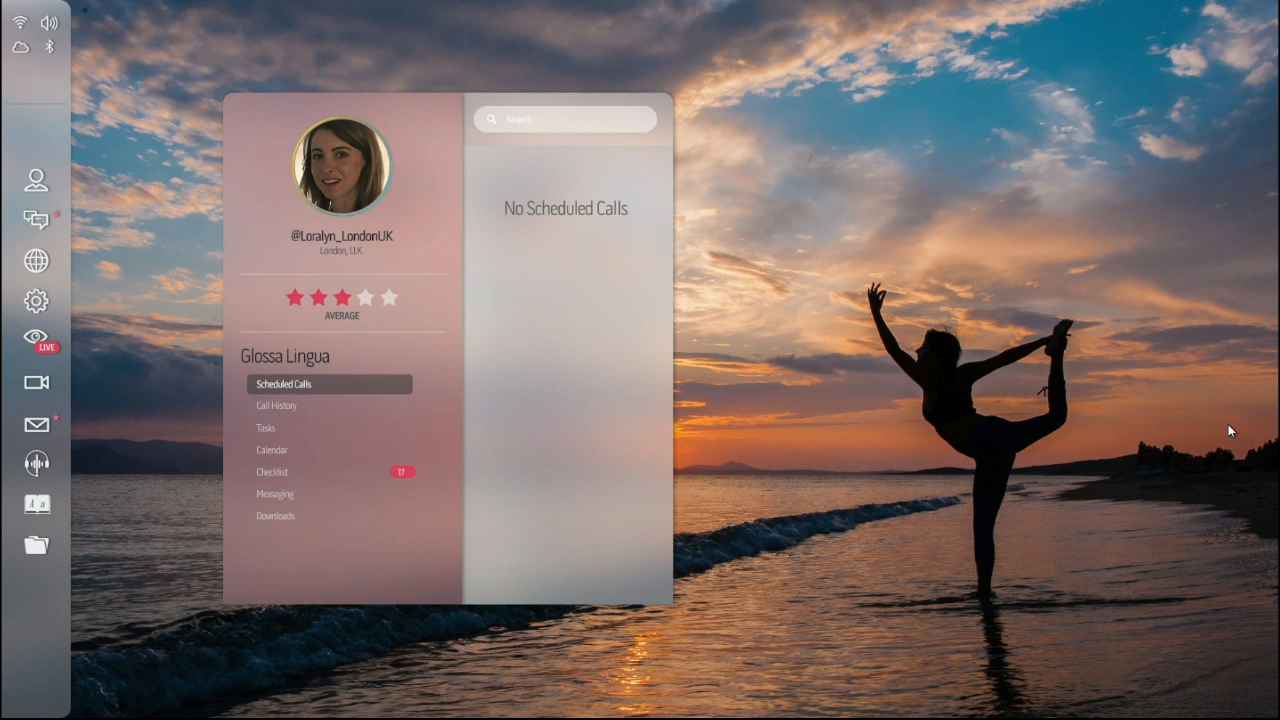 LIVE
A a
@Loralyn_LondonUK
London, U.K.
AVERAGE
Glossa Lingua
Scheduled Calls
Call History
Tasks
Calendar
Checklist 17
Messaging
Downloads
Search
No Scheduled Calls